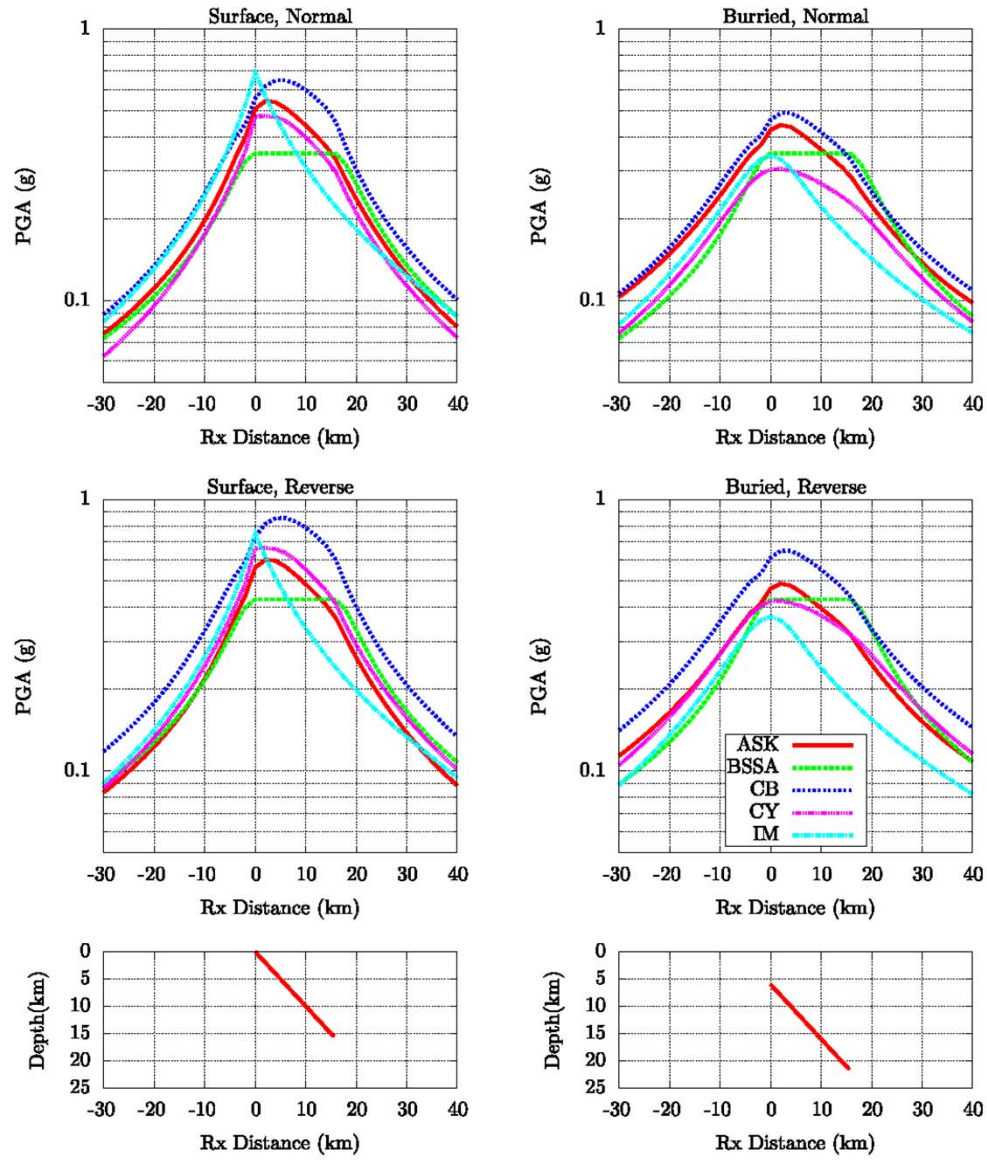 Surface, Normal
1
0.1
PGA (g)
-30 -20 -10 0 10 20 30 40
Rx Distance (km)
Burried, Normal
1
0.1
PGA (g)
-30 -20 -10 0 10 20 30 40
Rx Distance (km)
Surface, Reverse
1
0.1
PGA (g)
-30 -20 -10 0 10 20 30 40
Rx Distance (km)
Buried, Reverse
1
0.1
PGA (g)
ASK
BSSA
CB
CY
IM
-30 -20 -10 0 10 20 30 40
Rx Distance (km)
0
5
10
15
20
25
Depth(km)
-30 -20 -10 0 10 20 30 40
Rx Distance (km)
0
5
10
15
20
25
Depth(km)
-30 -20 -10 0 10 20 30 40
Rx Distance (km)